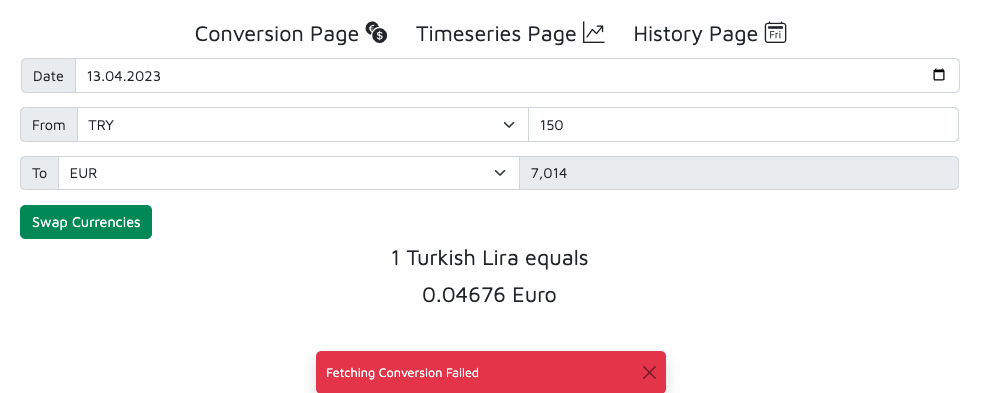 Conversion Page Timeseries Page History Page Fri
Date 13.04.2023
From TRY 150
To EUR 7,014
Swap Currencies
1 Turkish Lira equals
0.04676 Euro
Fetching Conversion Failed